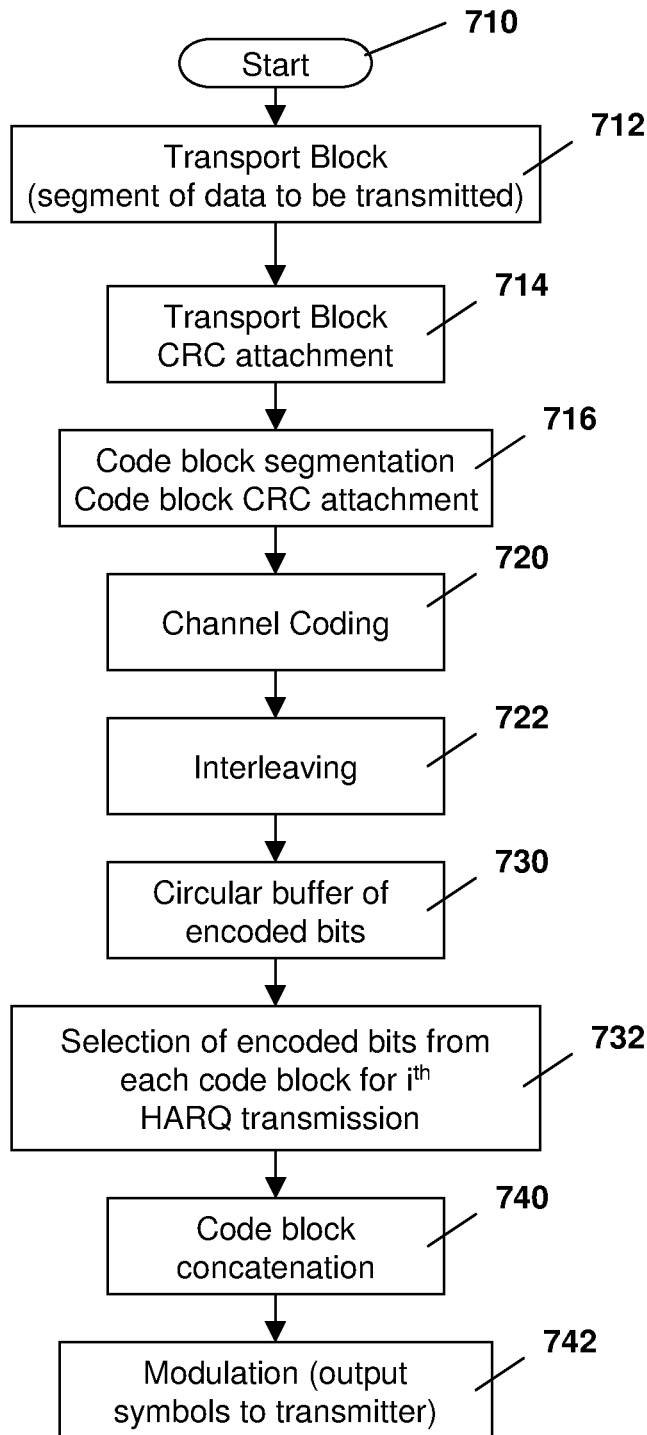 710
Start
712
Transport Block
(segment of data to be transmitted)
714
Transport Block
CRC attachment
716
Code block segmentation
Code block CRC attachment
720
Channel Coding
722
Interleaving
730
Circular buffer of
encoded bits
732
Selection of encoded bits from
each code block for ith
HARQ transmission
740
Code block
concatenation
742
Modulation (output
symbols to transmitter)